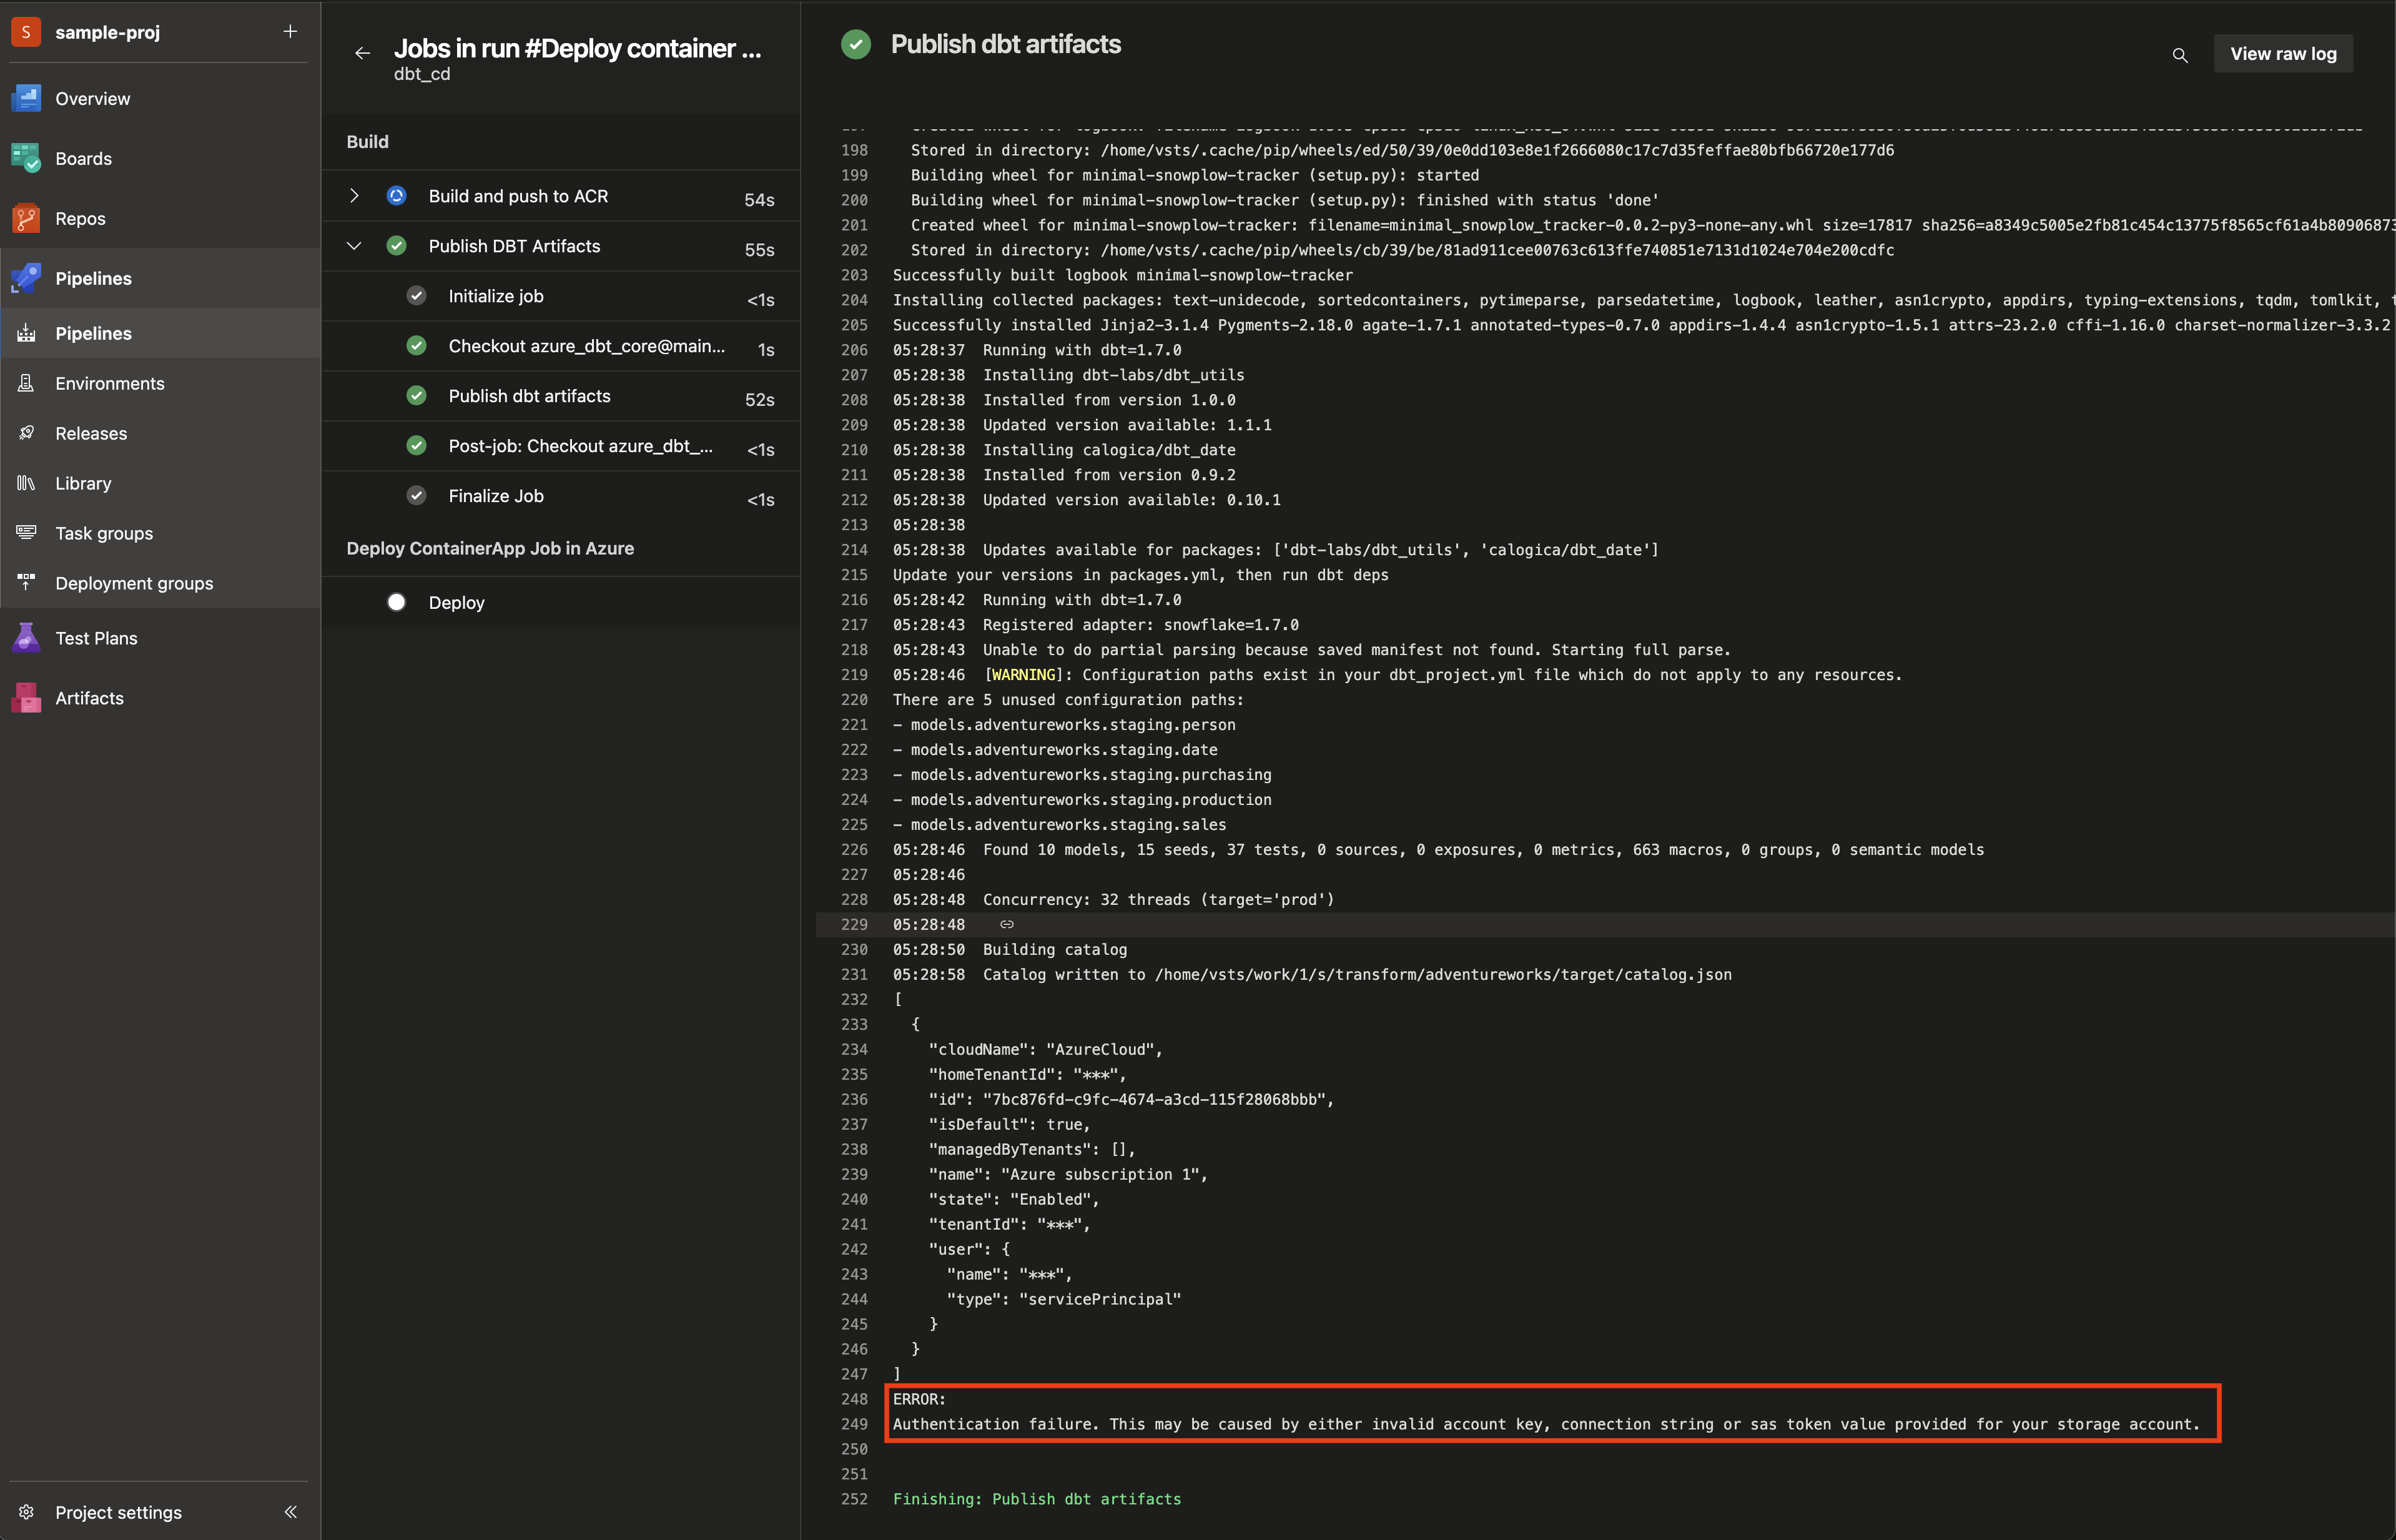 S
sample-proj
Overview
Boards
Repos
Pipelines
Pipelines
Environments
Releases
Library
Task groups
Deployment groups
Test Plans
Artifacts
Project settings
Jobs in run #Deploy container ...
dbt_cd
Build
Build and push to ACR 54s
Publish DBT Artifacts 55s
Initialize job <1s
Checkout azure_dbt_core@main... 1s
Publish dbt artifacts 52s
Post-job: Checkout azure_dbt_... <1s
Finalize Job <1s
Deploy ContainerApp Job in Azure
Deploy
Publish dbt artifacts
View raw log
198 Stored in directory: /home/vsts/.cache/pip/wheels/ed/50/39/0e0dd103e8e1f2666080c17c7d35feffae80bfb66720e177d6
199 Building wheel for minimal-snowplow-tracker (setup.py): started
200 Building wheel for minimal-snowplow-tracker (setup.py): finished with status 'done'
201 Created wheel for minimal-snowplow-tracker: filename=minimal_snowplow_tracker-0.0.2-py3-none-any.whl size=17817 sha256=a8349c5005e2fb81c454c13775f8565cf61a4b80906873
202 Stored in directory: /home/vsts/.cache/pip/wheels/cb/39/be/81ad911cee00763c613ffe740851e7131d1024e704e200cdfc
203 Successfully built logbook minimal-snowplow-tracker
204 Installing collected packages: text-unidecode, sortedcontainers, pytimeparse, parsedatetime, logbook, leather, asn1crypto, appdirs, typing-extensions, tqdm, tomlkit,
205 Successfully installed Jinja2-3.1.4 Pygments-2.18.0 agate-1.7.1 annotated-types-0.7.0 appdirs-1.4.4 asn1crypto-1.5.1 attrs-23.2.0 cffi-1.16.0 charset-normalizer-3.3.2
206 05:28:37 Running with dbt=1.7.0
207 05:28:38 Installing dbt-labs/dbt_utils
208 05:28:38 Installed from version 1.0.0
209 05:28:38 Updated version available: 1.1.1
210 05:28:38 Installing calogica/dbt_date
211 05:28:38 Installed from version 0.9.2
212 05:28:38 Updated version available: 0.10.1
213 05:28:38
214 05:28:38 Updates available for packages: ['dbt-labs/dbt_utils', 'calogica/dbt_date']
215 Update your versions in packages.yml, then run dbt deps
216 05:28:42 Running with dbt=1.7.0
217 05:28:43 Registered adapter: snowflake=1.7.0
218 05:28:43 Unable to do partial parsing because saved manifest not found. Starting full parse.
219 05:28:46 [WARNING]: Configuration paths exist in your dbt_project.yml file which do not apply to any resources.
220 There are 5 unused configuration paths:
221 - models.adventureworks.staging.person
222 - models.adventureworks.staging.date
223 - models.adventureworks.staging.purchasing
224 - models.adventureworks.staging.production
225 - models.adventureworks.staging.sales
226 05:28:46 Found 10 models, 15 seeds, 37 tests, 0 sources, 0 exposures, 0 metrics, 663 macros, 0 groups, 0 semantic models
227 05:28:46
228 05:28:48 Concurrency: 32 threads (target='prod')
229 05:28:48
230 05:28:50 Building catalog
231 05:28:58 Catalog written to /home/vsts/work/1/s/transform/adventureworks/target/catalog.json
232 [
233 {
234 "cloudName": "AzureCloud",
235 "homeTenantId": "***",
236 "id": "7bc876fd-c9fc-4674-a3cd-115f28068bbb",
237 "isDefault": true,
238 "managedByTenants": [],
239 "name": "Azure subscription 1",
240 "state": "Enabled",
241 "tenantId": "***",
242 "user": {
243 "name": "***",
244 "type": "servicePrincipal"
245 }
246 }
247 ]
248 ERROR:
249 Authentication failure. This may be caused by either invalid account key, connection string or sas token value provided for your storage account.
250
251
252 Finishing: Publish dbt artifacts